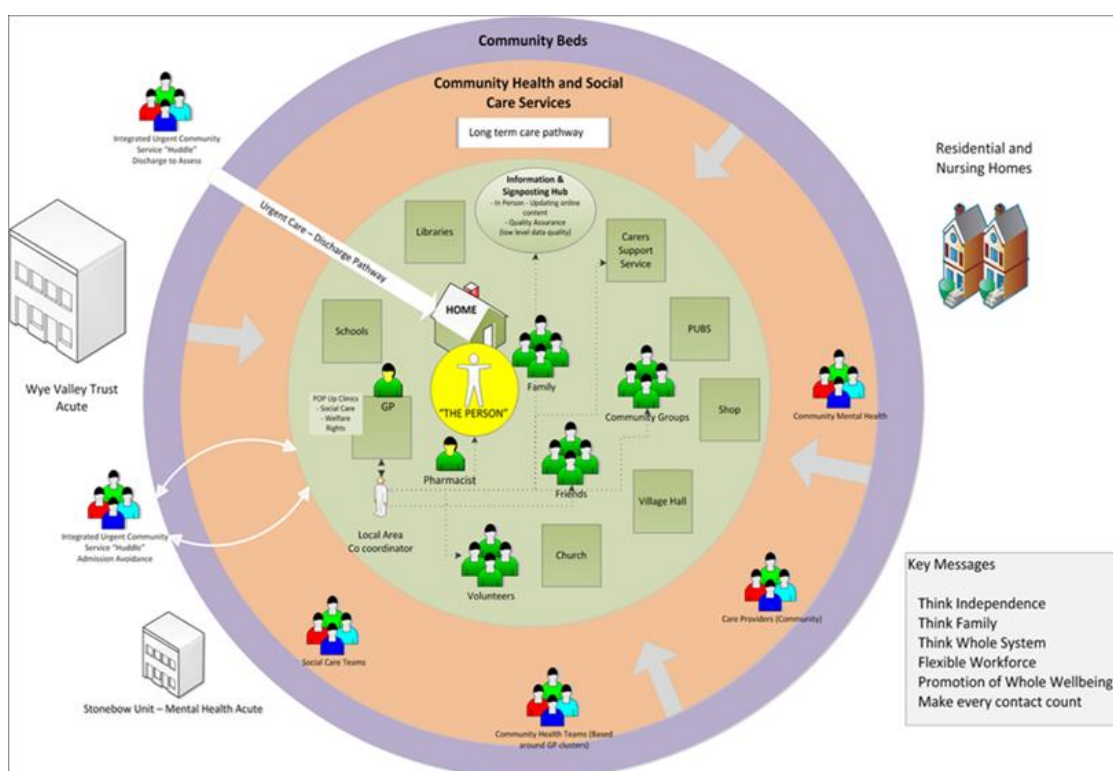 Community Beds
Community Health and Social
Care Services
Long term care pathway
Integrated Urgent Community
Service "Huddle"
Discharge to Assess
Urgent Care – Discharge Pathway
Residential and
Nursing Homes
Information &
Signposting Hub
- In Person - Updating online
content
- Quality Assurance
(low level data quality)
Libraries
Carers
Support
Service
HOME
Schools
PUBS
Family
Wye Valley Trust
Acute
POP Up Clinics
- Social Care
- Welfare
Rights
GP
"THE PERSON"
Community Groups
Shop
Community Mental Health
Pharmacist
Friends
Village Hall
Local Area
Co coordinator
Integrated Urgent Community
Service "Huddle"
Admission Avoidance
Church
Volunteers
Care Providers (Community)
Social Care Teams
Stonebow Unit – Mental Health Acute
Community Health Teams (Based
around GP clusters)
Key Messages
Think Independence
Think Family
Think Whole System
Flexible Workforce
Promotion of Whole Wellbeing
Make every contact count